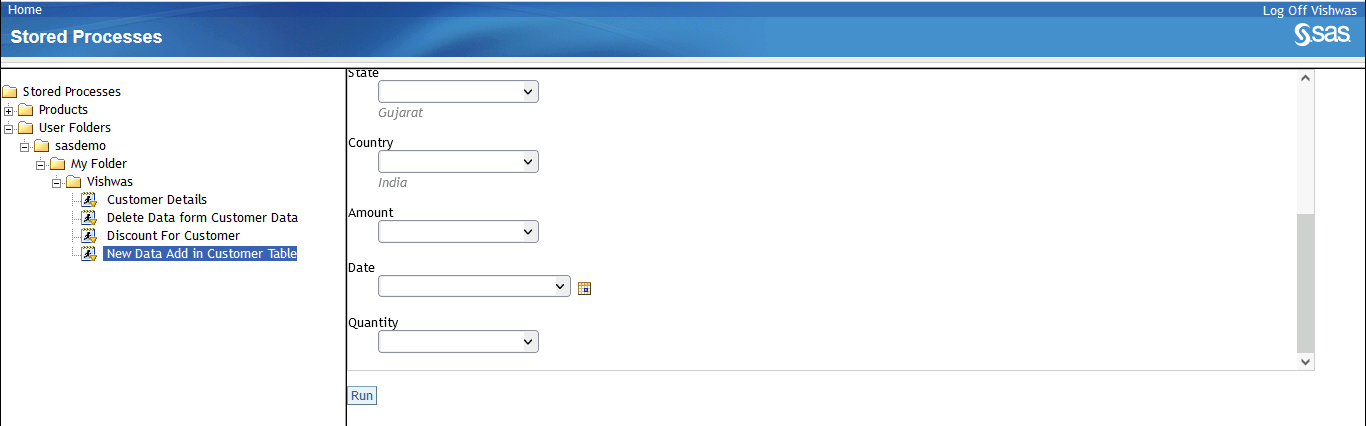 Home
Log Off Vishwas
Stored Processes
sas.
Stored Processes
Products
User Folders
sasdemo
My Folder
Vishwas
Customer Details
Delete Data form Customer Data
Discount For Customer
New Data Add in Customer Table
State
Gujarat
Country
India
Amount
Date
Quantity
Run